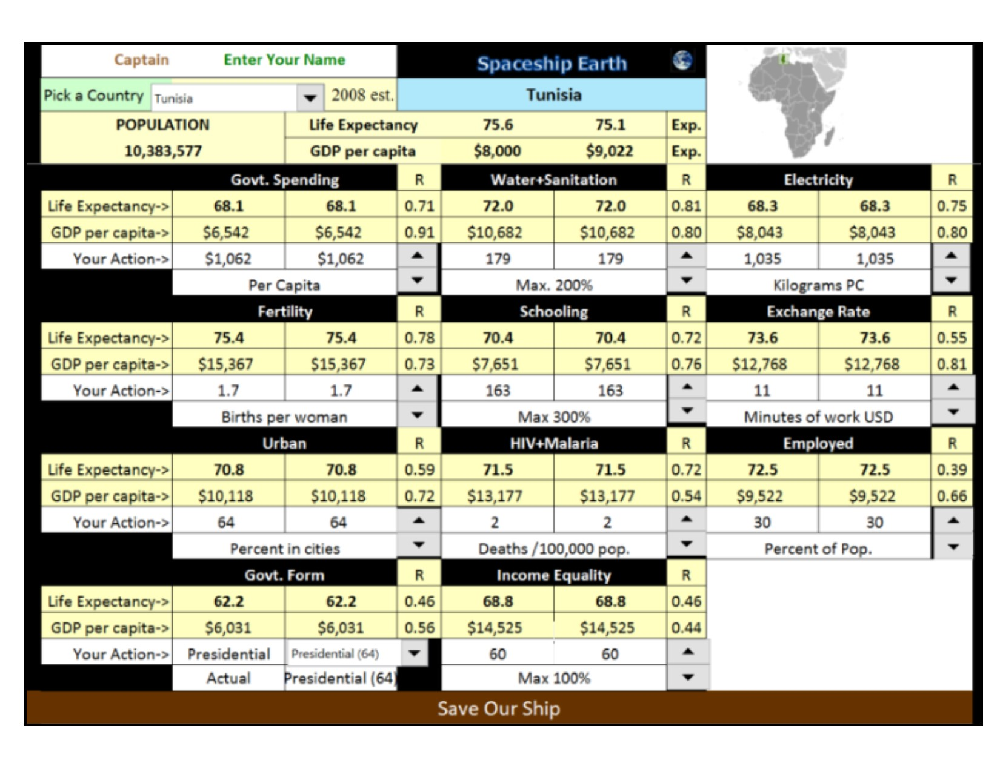 Captain Enter Your Name Spaceship Earth
Pick a Country Tunisia 2008 est. Tunisia
POPULATION Life Expectancy 75.6 75.1 Exp.
10,383,577 GDP per capita $8,000 $9,022 Exp.
Govt. Spending R Water+Sanitation R Electricity R
Life Expectancy-> 68.1 68.1 0.71 72.0 72.0 0.81 68.3 68.3 0.75
GDP per capita-> $6,542 $6,542 0.91 $10,682 $10,682 0.80 $8,043 $8,043 0.80
Your Action-> $1,062 $1,062 179 179 1,035 1,035
Per Capita Max. 200% Kilograms PC
Fertility R Schooling R Exchange Rate R
Life Expectancy-> 75.4 75.4 0.78 70.4 70.4 0.72 73.6 73.6 0.55
GDP per capita-> $15,367 $15,367 0.73 $7,651 $7,651 0.76 $12,768 $12,768 0.81
Your Action-> 1.7 1.7 163 163 11 11
Births per woman Max 300% Minutes of work USD
Urban R HIV+Malaria R Employed R
Life Expectancy-> 70.8 70.8 0.59 71.5 71.5 0.72 72.5 72.5 0.39
GDP per capita-> $10,118 $10,118 0.72 $13,177 $13,177 0.54 $9,522 $9,522 0.66
Your Action-> 64 64 2 2 30 30
Percent in cities Deaths /100,000 pop. Percent of Pop.
Govt. Form R Income Equality R
Life Expectancy-> 62.2 62.2 0.46 68.8 68.8 0.46
GDP per capita-> $6,031 $6,031 0.56 $14,525 $14,525 0.44
Your Action-> Presidential Presidential (64) 60 60
Actual Presidential (64) Max 100%
Save Our Ship